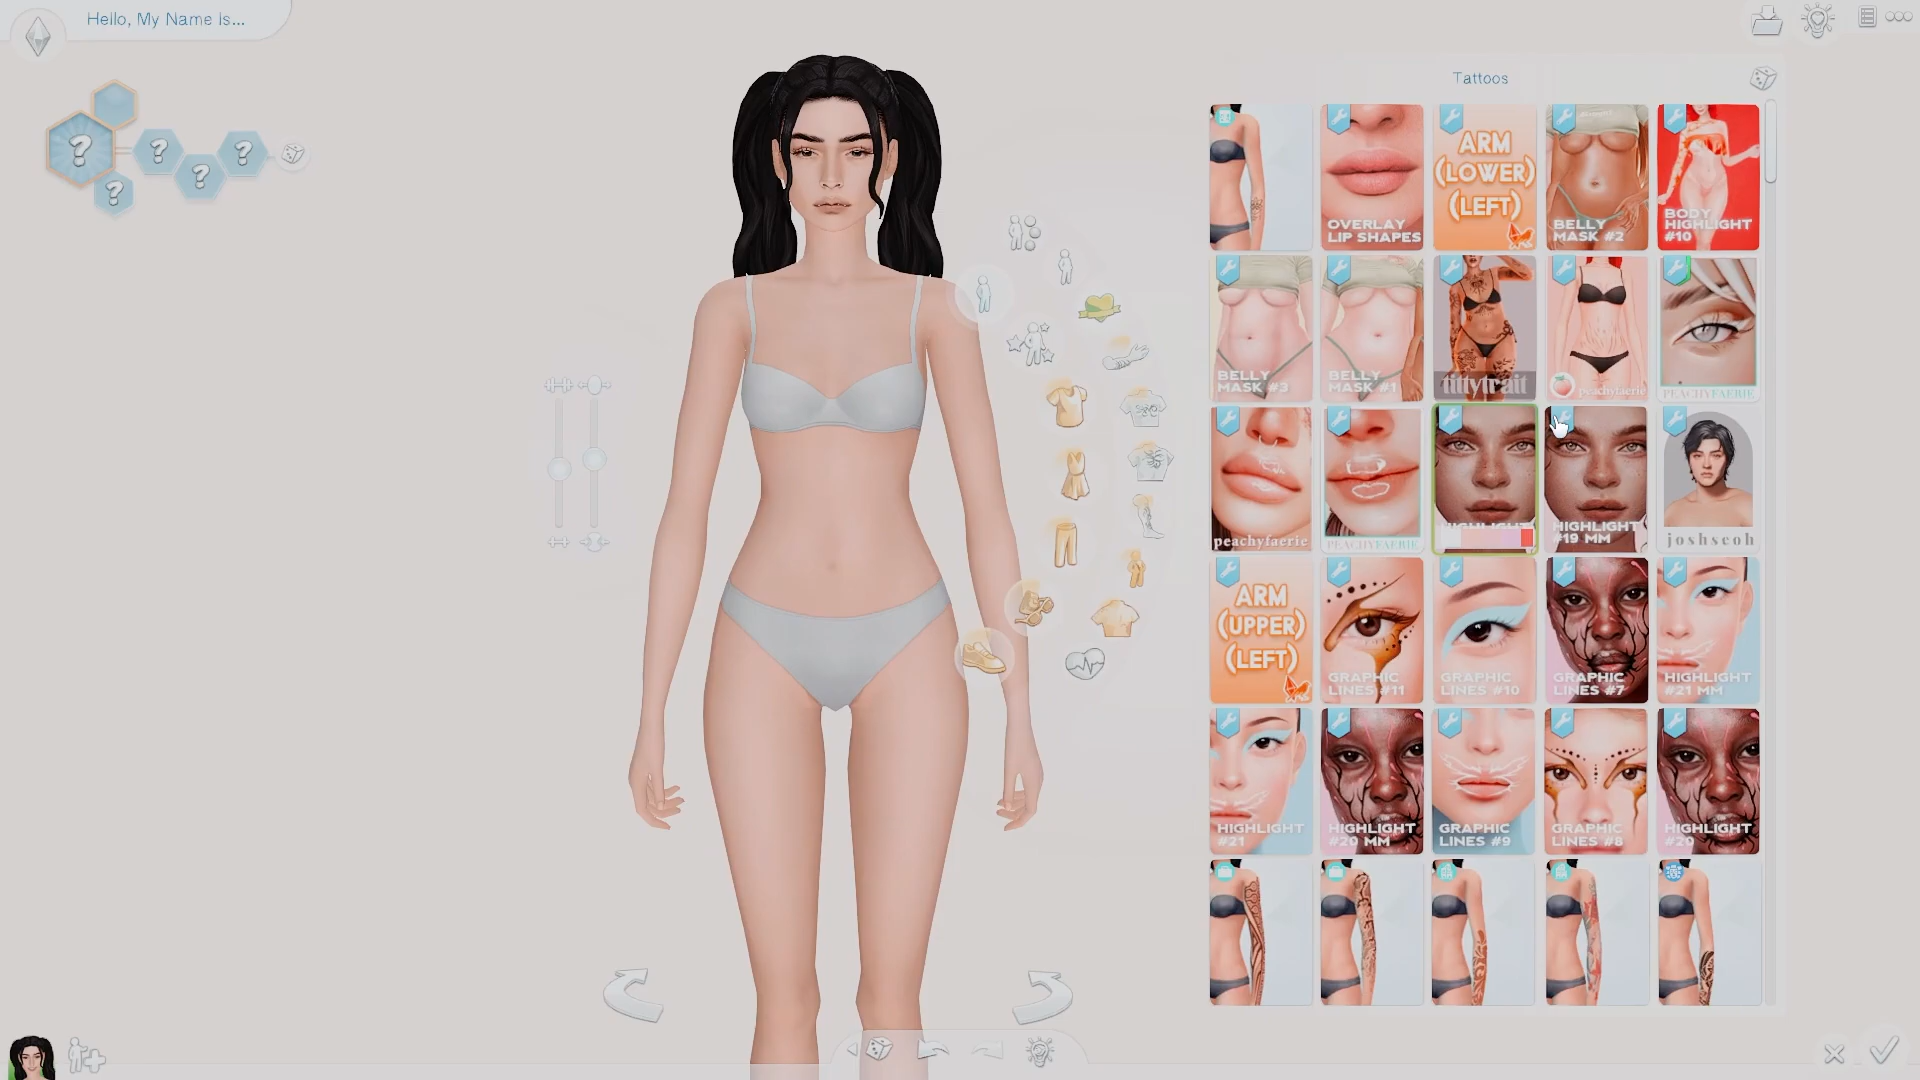 Hello, My Name is...
Tattoos
OVERLAY
LIP SHAPES
ARM
(LOWER)
(LEFT)
BELLY
MASK #2
BODY
HIGHLIGHT
#10
BELLY
MASK #3
BELLY
MASK #1
tittytrait
peachyfaerie
PEACHYFAERIE
peachyfaerie
PEACHYFAERIE
HIGHLIGHT
HIGHLIGHT
#19 MM
joshseoh
ARM
(UPPER)
(LEFT)
GRAPHIC
LINES #11
GRAPHIC
LINES #10
GRAPHIC
LINES #7
HIGHLIGHT
#21 MM
HIGHLIGHT
#21
HIGHLIGHT
#20 MM
GRAPHIC
LINES #9
GRAPHIC
LINES #8
HIGHLIGHT
#20